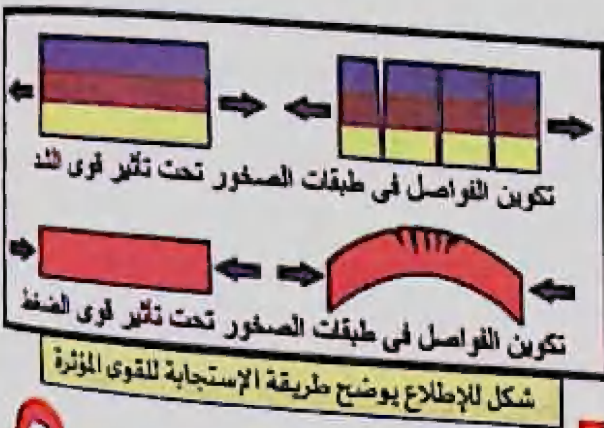 تكوين الفواصل فى طبقات الصخور تحت تأثير قوى الشد
تكوين الفواصل فى طبقات الصخور تحت تأثير قوى الضغط
شكل للإطلاع يوضح طريقة الإستجابة للقوى المؤثرة